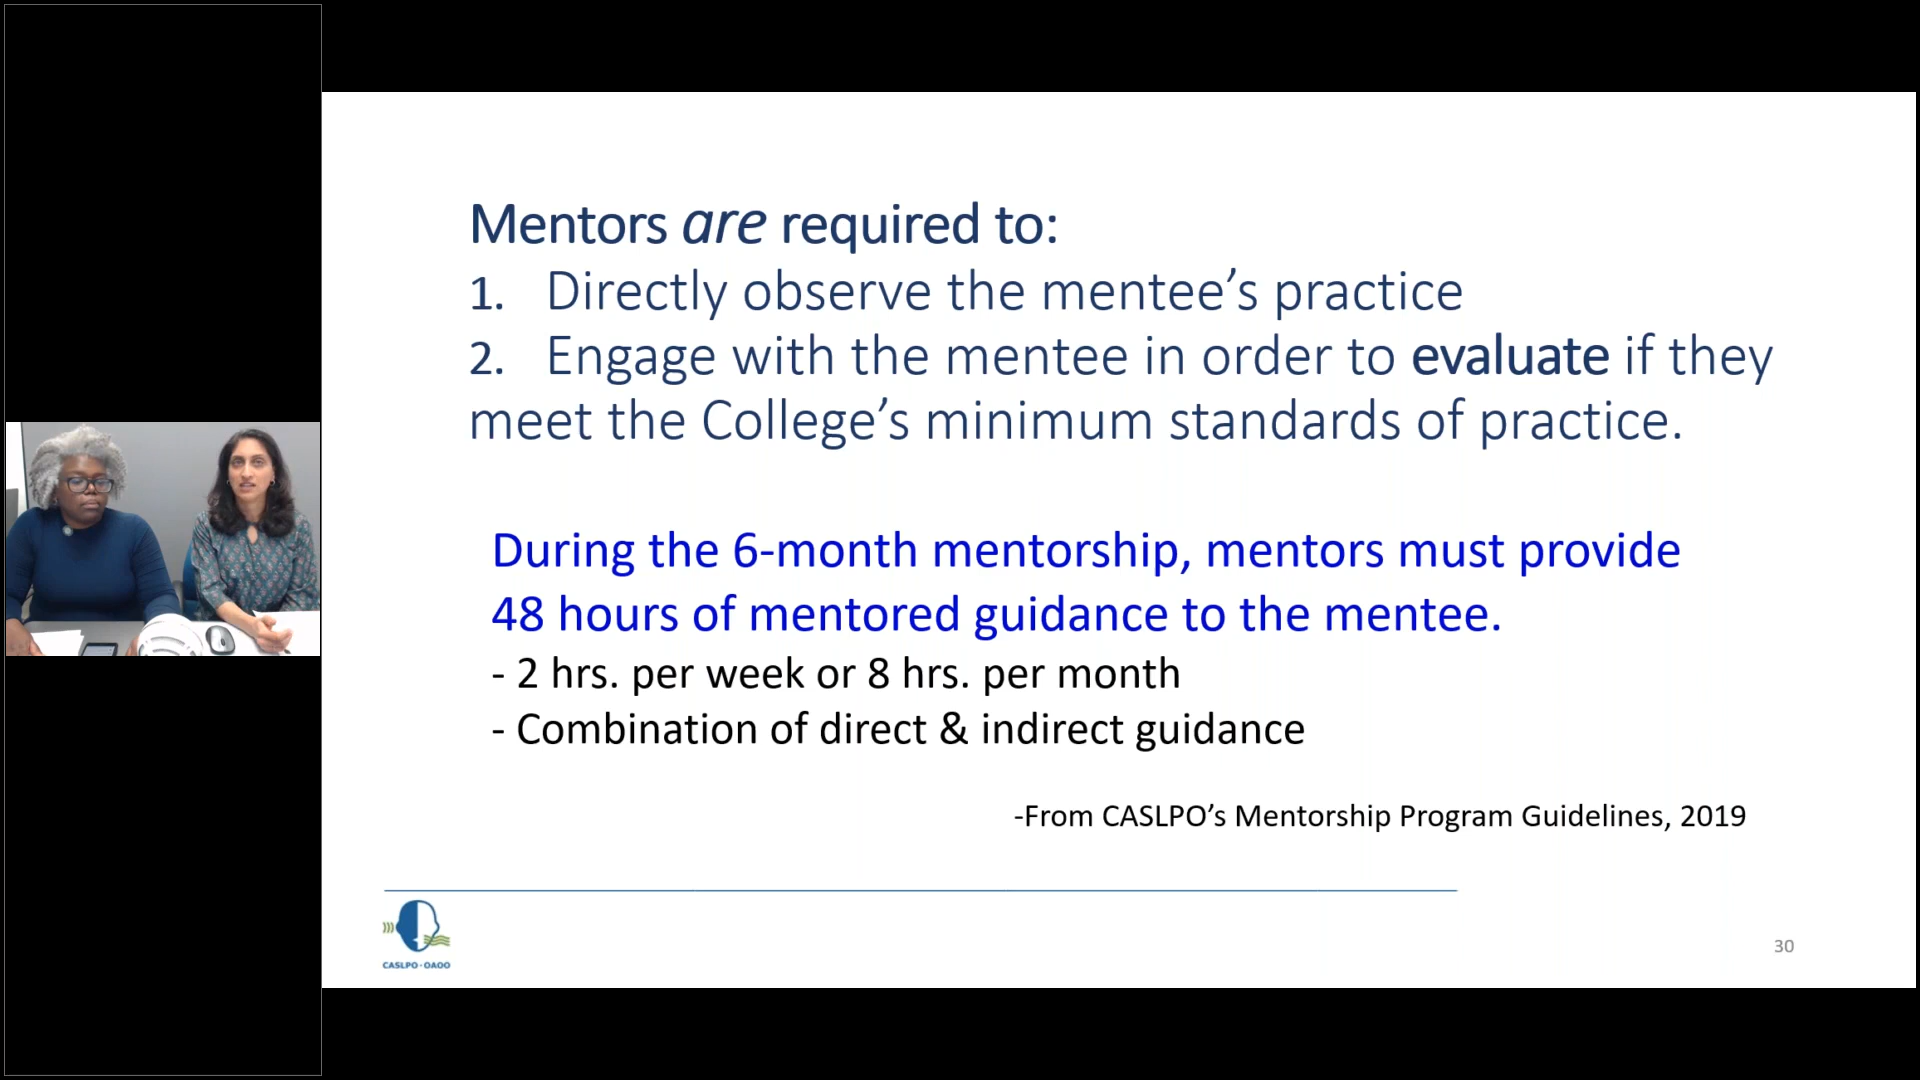 Mentors are required to:
1. Directly observe the mentee’s practice
2. Engage with the mentee in order to evaluate if they
meet the College’s minimum standards of practice.
During the 6-month mentorship, mentors must provide
48 hours of mentored guidance to the mentee.
- 2 hrs. per week or 8 hrs. per month
- Combination of direct & indirect guidance
-From CASLPO’s Mentorship Program Guidelines, 2019
CASLPO·OAOO
30